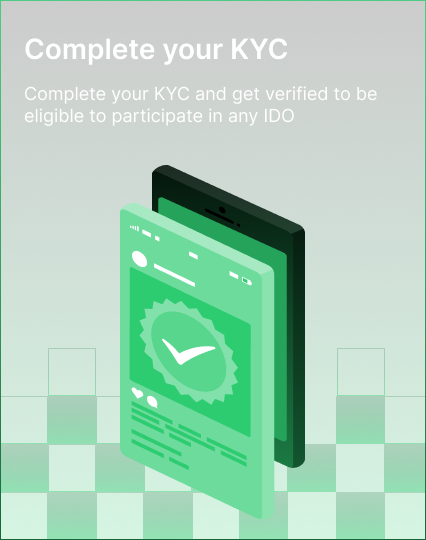 Complete your KYC
Complete your KYC and get verified to be
eligible to participate in any IDO